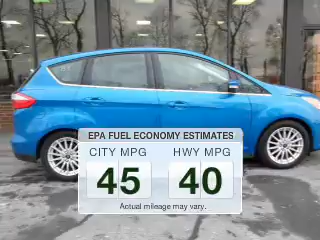 EPA FUEL ECONOMY ESTIMATES
CITY MPG HWY MPG
45 40
Actual mileage may vary.